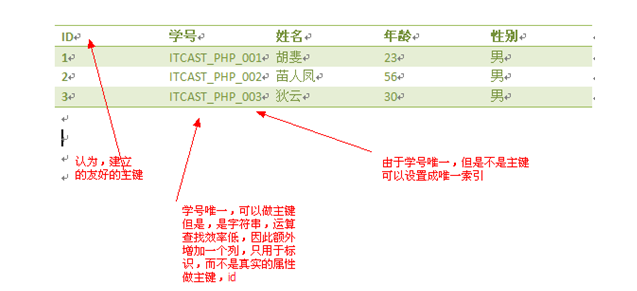 ID 学号 姓名 年龄 性别
1 ITCAST_PHP_001 胡斐 23 男
2 ITCAST_PHP_002 苗人凤 56 男
3 ITCAST_PHP_003 狄云 30 男
认为，建立
的友好的主键
由于学号唯一，但是不是主键
可以设置成唯一索引
学号唯一，可以做主键
但是，是字符串，运算
查找效率低，因此额外
增加一个列，只用于标
识，而不是真实的属性
做主键，id